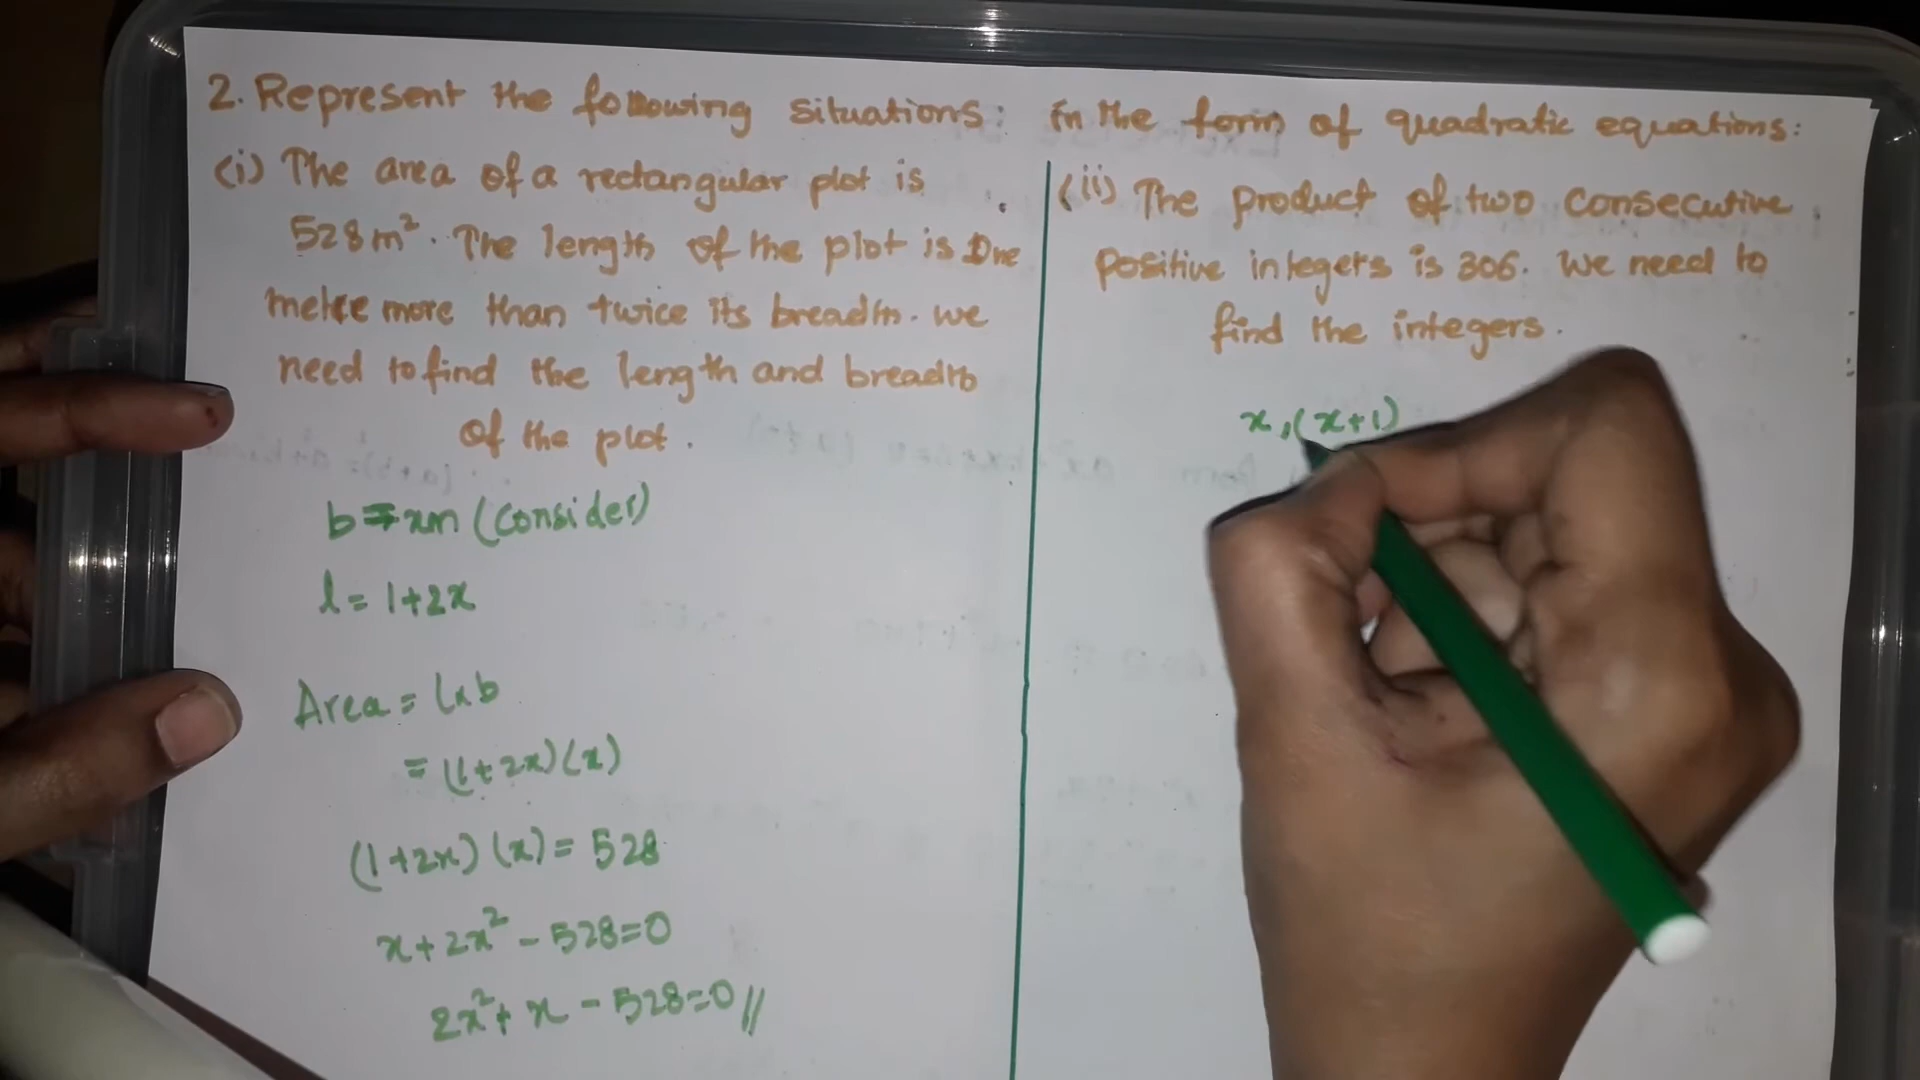 2. Represent the following situations: in the form of quadratic equations:
(i) The area of a rectangular plot is
528m². The length of the plot is One
metre more than twice its breadth. we
need to find the length and breadth
of the plot.
b = xm (Consider)
l = 1+2x
Area = l×b
= (1+2x)(x)
(1+2x)(x) = 528
x+2x²-528=0
2x²+x-528=0//
(ii) The product of two consecutive
positive integers is 306. We need to
find the integers.
x, (x+1)